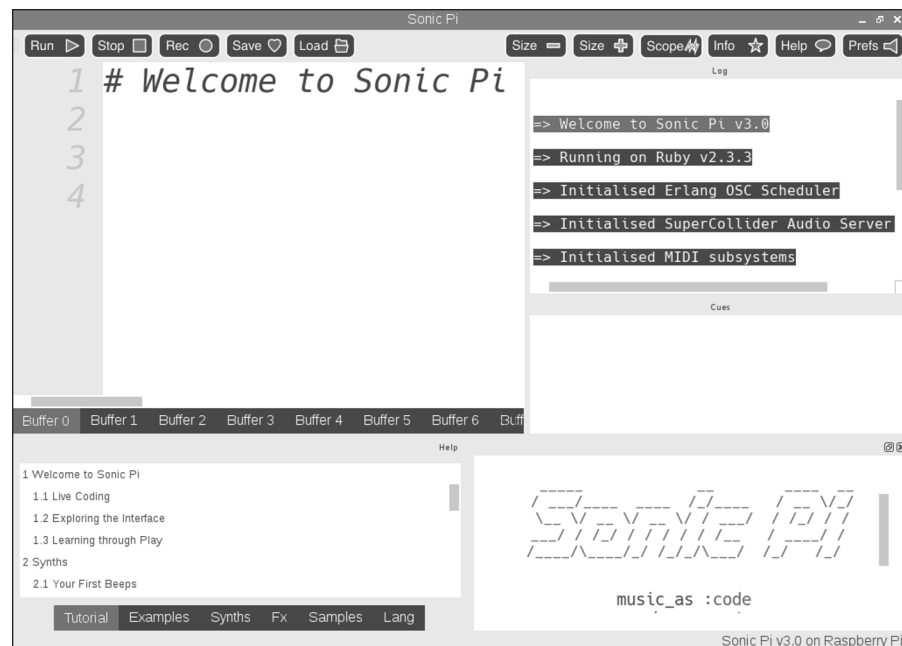 Sonic Pi
Run Stop Rec Save Load Size Size Scope Info Help Prefs
1 # Welcome to Sonic Pi
2
3
4
Log
=> Welcome to Sonic Pi v3.0
=> Running on Ruby v2.3.3
=> Initialised Erlang OSC Scheduler
=> Initialised SuperCollider Audio Server
=> Initialised MIDI subsystems
Cues
Buffer 0 Buffer 1 Buffer 2 Buffer 3 Buffer 4 Buffer 5 Buffer 6 Buff
Help
1 Welcome to Sonic Pi
1.1 Live Coding
1.2 Exploring the Interface
1.3 Learning through Play
2 Synths
2.1 Your First Beeps
Tutorial Examples Synths Fx Samples Lang
Sonic Pi
music_as :code
Sonic Pi v3.0 on Raspberry Pi